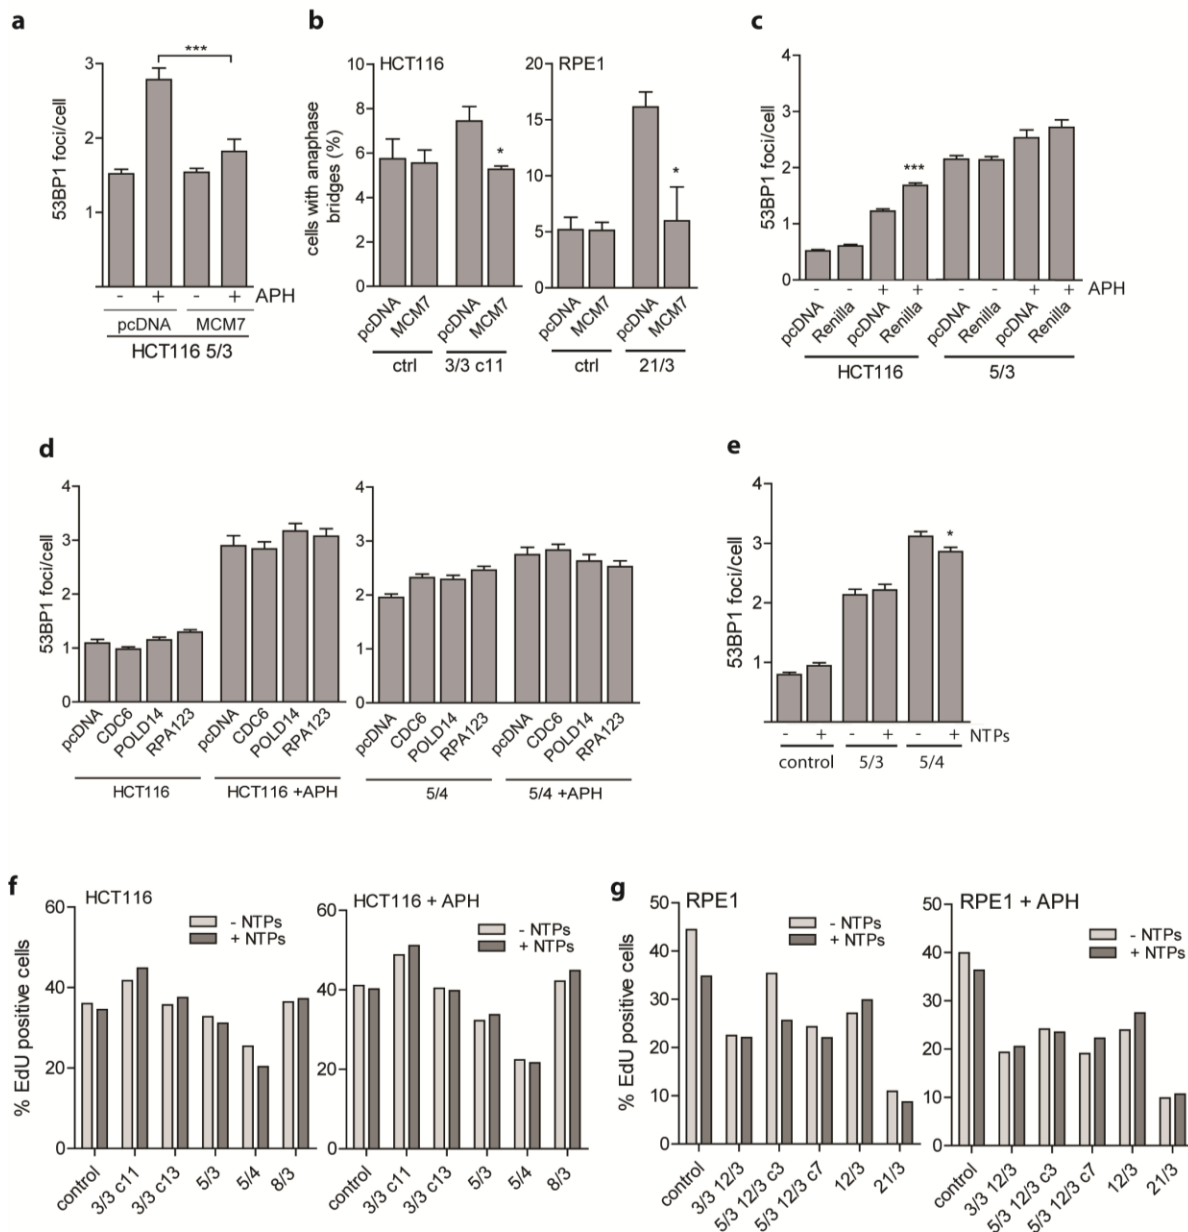 a
53BP1 foci/cell
3
2
1
***
- + - + APH
pcDNA MCM7
HCT116 5/3
b
cells with anaphase
bridges (%)
HCT116
10
8
6
4
2
0
*
pcDNA MCM7 pcDNA MCM7
ctrl 3/3 c11
RPE1
20
15
10
5
0
*
pcDNA MCM7 pcDNA MCM7
ctrl 21/3
c
53BP1 foci/cell
4
3
2
1
0
***
- - + + - - + + APH
pcDNA Renilla pcDNA Renilla pcDNA Renilla pcDNA Renilla
HCT116 5/3
d
53BP1 foci/cell
4
3
2
1
0
pcDNA CDC6 POLD14 RPA123 pcDNA CDC6 POLD14 RPA123
HCT116 HCT116 +APH
4
3
2
1
0
pcDNA CDC6 POLD14 RPA123 pcDNA CDC6 POLD14 RPA123
5/4 5/4 +APH
e
53BP1 foci/cell
4
3
2
1
*
- + - + - + NTPs
control 5/3 5/4
f
HCT116
% EdU positive cells
60
40
20
0
- NTPs
+ NTPs
control 3/3 c11 3/3 c13 5/3 5/4 8/3
HCT116 + APH
60
40
20
0
- NTPs
+ NTPs
control 3/3 c11 3/3 c13 5/3 5/4 8/3
g
RPE1
% EdU positive cells
50
40
30
20
10
0
- NTPs
+ NTPs
control 3/3 12/3 5/3 12/3 c3 5/3 12/3 c7 12/3 21/3
RPE1 + APH
50
40
30
20
10
0
- NTPs
+ NTPs
control 3/3 12/3 5/3 12/3 c3 5/3 12/3 c7 12/3 21/3